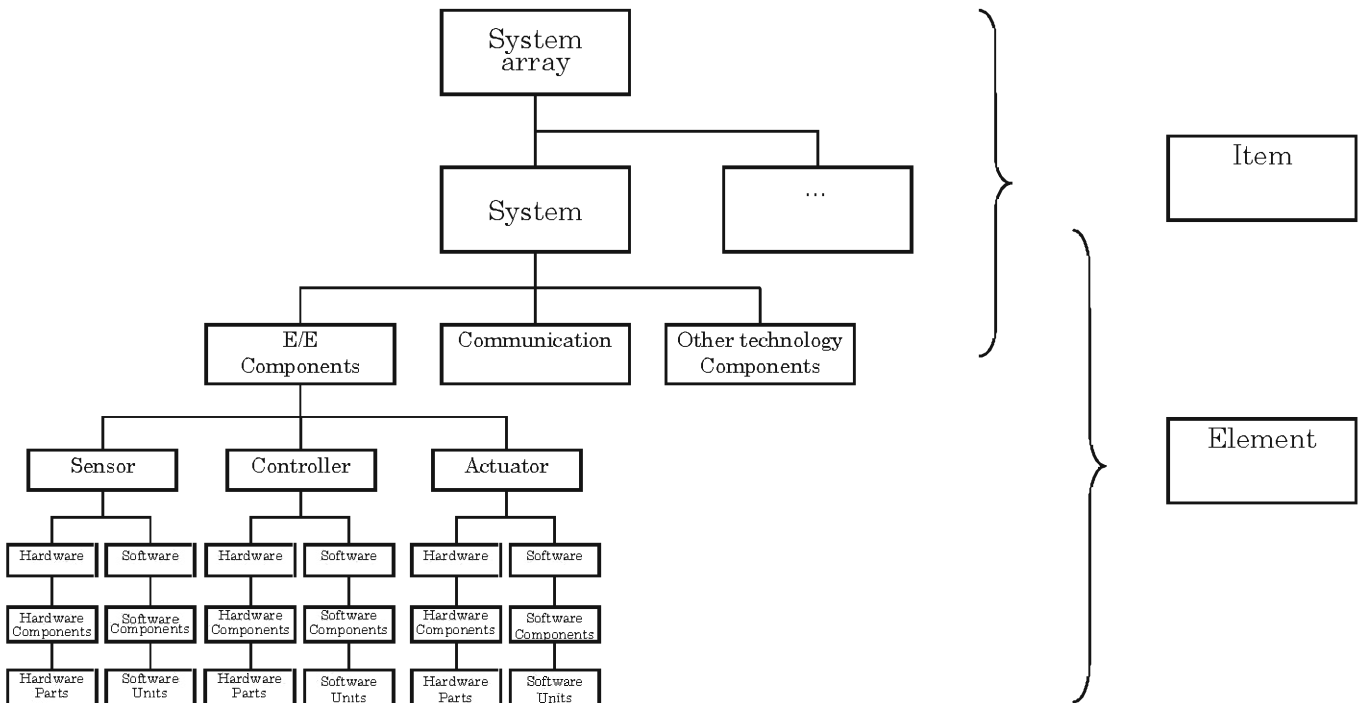 System
array
Item
System
...
E/E
Components
Communication
Other technology
Components
Element
Sensor
Controller
Actuator
Hardware
Software
Hardware
Software
Hardware
Software
Hardware
Components
Software
Components
Hardware
Components
Software
Components
Hardware
Components
Software
Components
Hardware
Parts
Software
Units
Hardware
Parts
Software
Units
Hardware
Parts
Software
Units